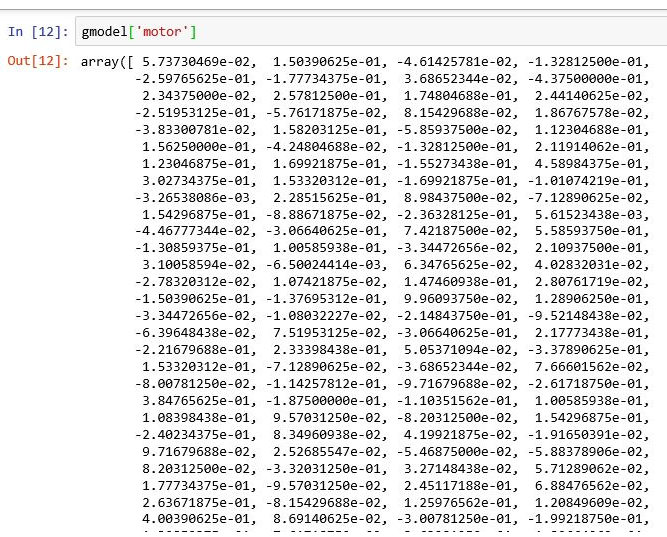 In [12]: gmodel['motor']
Out[12]: array([ 5.73730469e-02, 1.50390625e-01, -4.61425781e-02, -1.32812500e-01,
-2.59765625e-01, -1.77734375e-01, 3.68652344e-02, -4.37500000e-01,
2.34375000e-02, 2.57812500e-01, 1.74804688e-01, 2.44140625e-02,
-2.51953125e-01, -5.76171875e-02, 8.15429688e-02, 1.86767578e-02,
-3.83300781e-02, 1.58203125e-01, -5.85937500e-02, 1.12304688e-01,
1.56250000e-01, -4.24804688e-02, -1.32812500e-01, 2.11914062e-01,
1.23046875e-01, 1.69921875e-01, -1.55273438e-01, 4.58984375e-01,
3.02734375e-01, 1.53320312e-01, -1.69921875e-01, -1.01074219e-01,
-3.26538086e-03, 2.28515625e-01, 8.98437500e-02, -7.12890625e-02,
1.54296875e-01, -8.88671875e-02, -2.36328125e-01, 5.61523438e-03,
-4.46777344e-02, -3.06640625e-01, 7.42187500e-02, 5.58593750e-01,
-1.30859375e-01, 1.00585938e-01, -3.34472656e-02, 2.10937500e-01,
3.10058594e-02, -6.50024414e-03, 6.34765625e-02, 4.02832031e-02,
-2.78320312e-02, 1.07421875e-02, 1.47460938e-01, 2.80761719e-02,
-1.50390625e-01, -1.37695312e-01, 9.96093750e-02, 1.28906250e-01,
-3.34472656e-02, -1.08032227e-02, -2.14843750e-01, -9.52148438e-02,
-6.39648438e-02, 7.51953125e-02, -3.06640625e-01, 2.17773438e-01,
-2.21679688e-01, 2.33398438e-01, 5.05371094e-02, -3.37890625e-01,
1.53320312e-01, -7.12890625e-02, -3.68652344e-02, 7.66601562e-02,
-8.00781250e-02, -1.14257812e-01, -9.71679688e-02, -2.61718750e-01,
3.84765625e-01, -1.87500000e-01, -1.10351562e-01, 1.00585938e-01,
1.08398438e-01, 9.57031250e-02, -8.20312500e-02, 1.54296875e-01,
-2.40234375e-01, 8.34960938e-02, 4.19921875e-02, -1.91650391e-02,
9.71679688e-02, 2.52685547e-02, -5.46875000e-02, -5.88378906e-02,
8.20312500e-02, -3.32031250e-01, 3.27148438e-02, 5.71289062e-02,
1.77734375e-01, -9.57031250e-02, 2.45117188e-01, 6.88476562e-02,
2.63671875e-01, -8.15429688e-02, 1.25976562e-01, 1.20849609e-02,
4.00390625e-01, 8.69140625e-02, -3.00781250e-01, -1.99218750e-01,